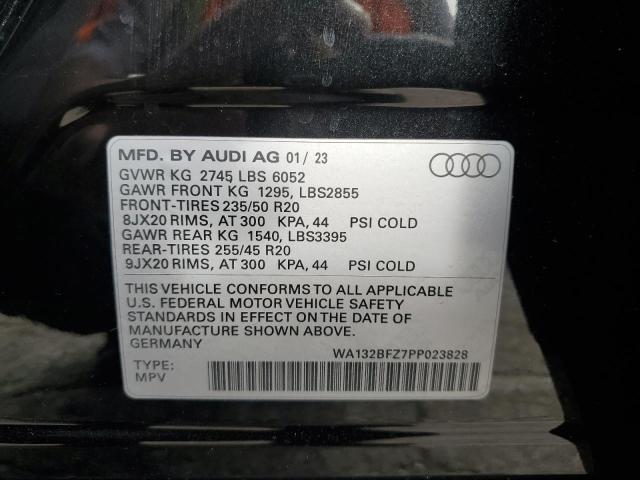 MFD. BY AUDI AG 01/ 23
GVWR KG 2745 LBS 6052
GAWR FRONT KG 1295, LBS2855
FRONT-TIRES 235/50 R20
8JX20 RIMS, AT 300 KPA, 44 PSI COLD
GAWR REAR KG 1540, LBS3395
REAR-TIRES 255/45 R20
9JX20 RIMS, AT 300 KPA, 44 PSI COLD
THIS VEHICLE CONFORMS TO ALL APPLICABLE
U.S. FEDERAL MOTOR VEHICLE SAFETY
STANDARDS IN EFFECT ON THE DATE OF
MANUFACTURE SHOWN ABOVE.
GERMANY
WA132BFZ7PP023828
TYPE:
MPV